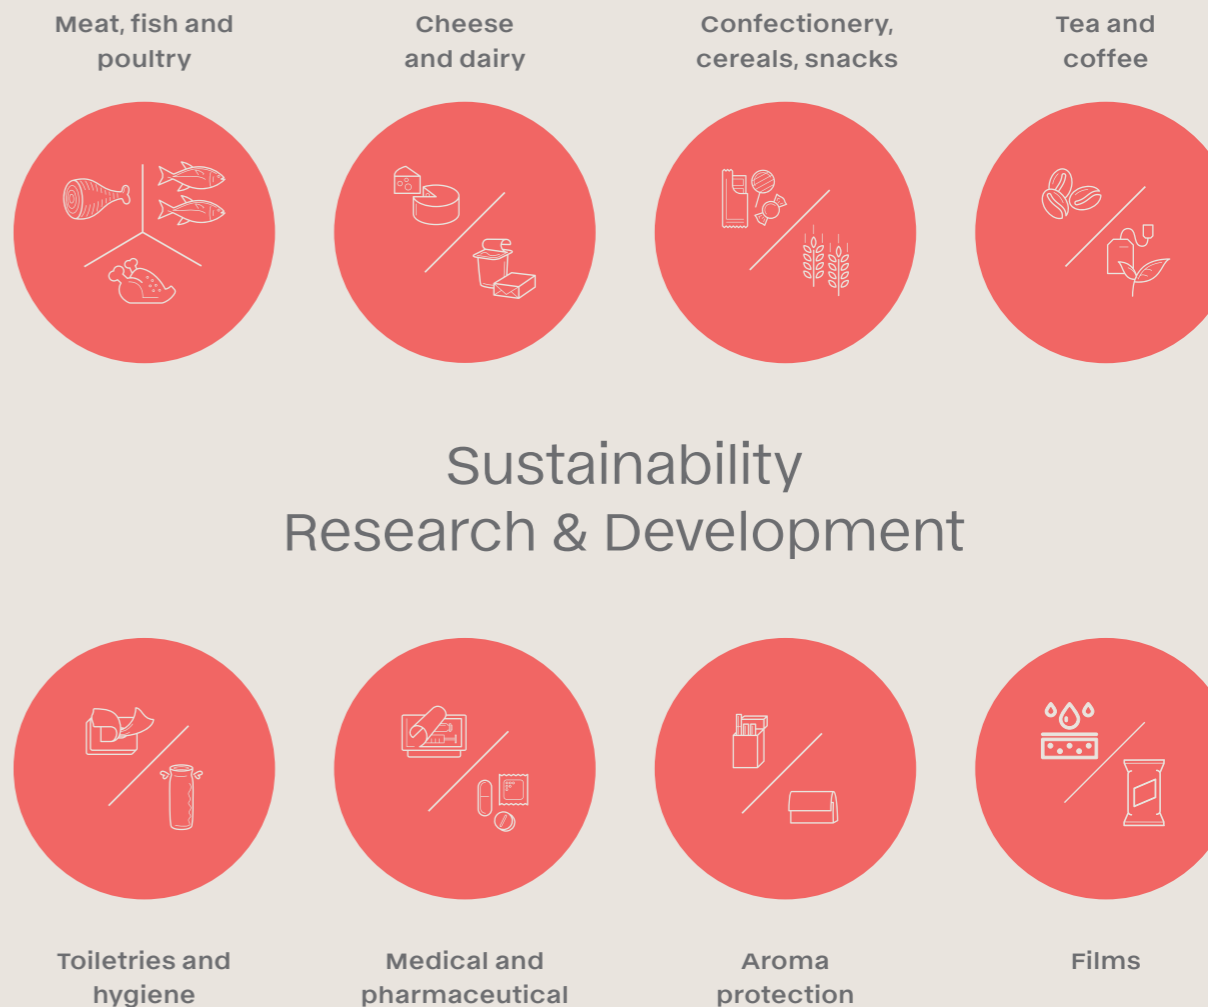 Meat, fish and
poultry
Cheese
and dairy
Confectionery,
cereals, snacks
Tea and
coffee
Sustainability
Research & Development
Toiletries and
hygiene
Medical and
pharmaceutical
Aroma
protection
Films